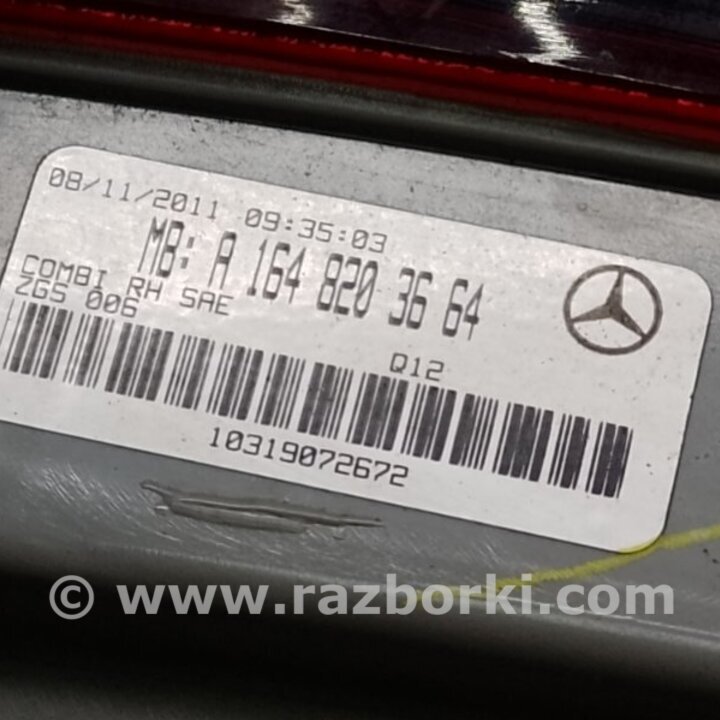 08/11/2011 09:35:03
MB: A 164 820 36 64
COMBI RH SAE
ZGS 006
Q12
10319072672
© www.razborki.com